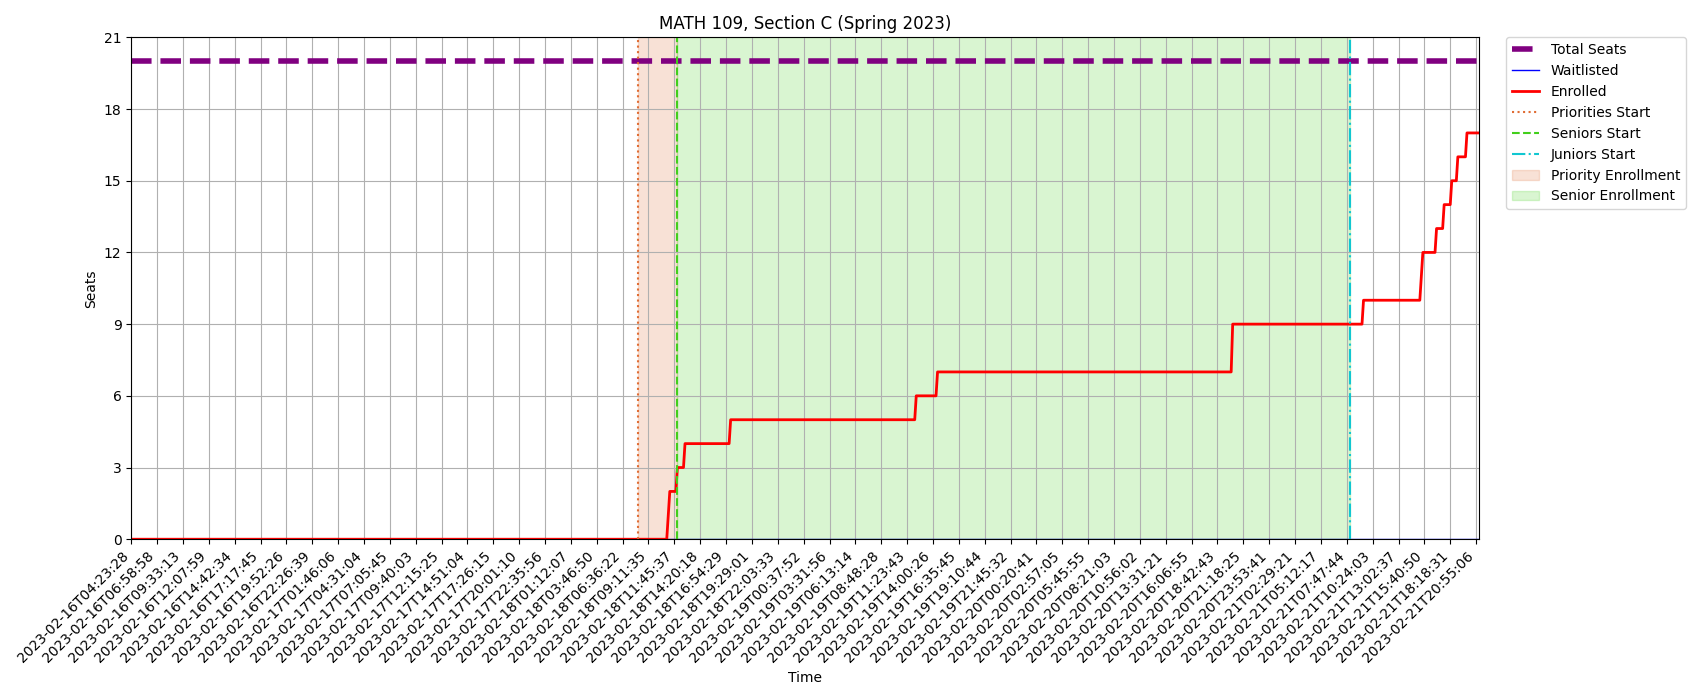 MATH 109, Section C (Spring 2023)
Seats
21
18
15
12
9
6
3
0
2023-02-16T04:23:28
2023-02-16T06:58:58
2023-02-16T09:33:13
2023-02-16T12:07:59
2023-02-16T14:42:34
2023-02-16T17:17:45
2023-02-16T19:52:26
2023-02-16T22:26:39
2023-02-17T01:46:06
2023-02-17T04:31:04
2023-02-17T07:05:45
2023-02-17T09:40:03
2023-02-17T12:15:25
2023-02-17T14:51:04
2023-02-17T17:26:15
2023-02-17T20:01:10
2023-02-17T22:35:56
2023-02-18T01:12:07
2023-02-18T03:46:50
2023-02-18T06:36:22
2023-02-18T09:11:35
2023-02-18T11:45:37
2023-02-18T14:20:18
2023-02-18T16:54:29
2023-02-18T19:29:01
2023-02-18T22:03:33
2023-02-19T00:37:52
2023-02-19T03:31:56
2023-02-19T06:13:14
2023-02-19T08:48:28
2023-02-19T11:23:43
2023-02-19T14:00:26
2023-02-19T16:35:45
2023-02-19T19:10:44
2023-02-19T21:45:32
2023-02-20T00:20:41
2023-02-20T02:57:05
2023-02-20T05:45:55
2023-02-20T08:21:03
2023-02-20T10:56:02
2023-02-20T13:31:21
2023-02-20T16:06:55
2023-02-20T18:42:43
2023-02-20T21:18:25
2023-02-20T23:53:41
2023-02-21T02:29:21
2023-02-21T05:12:17
2023-02-21T07:47:44
2023-02-21T10:24:03
2023-02-21T13:02:37
2023-02-21T15:40:50
2023-02-21T18:18:31
2023-02-21T20:55:06
Time
Total Seats
Waitlisted
Enrolled
Priorities Start
Seniors Start
Juniors Start
Priority Enrollment
Senior Enrollment